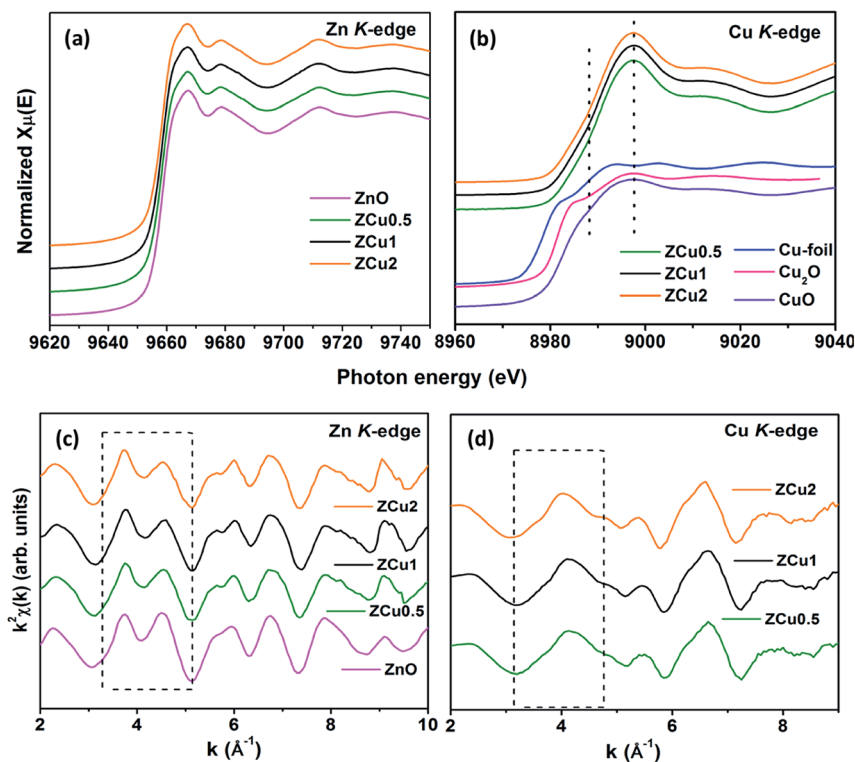 (a)
Zn K-edge
ZnO
ZCu0.5
ZCu1
ZCu2
9620 9640 9660 9680 9700 9720 9740
Normalized Xμ(E)
(b)
Cu K-edge
ZCu0.5
ZCu1
ZCu2
Cu-foil
Cu₂O
CuO
8960 8980 9000 9020 9040
Photon energy (eV)
(c)
Zn K-edge
ZCu2
ZCu1
ZCu0.5
ZnO
2 4 6 8 10
k (Å⁻¹)
k²χ(k) (arb. units)
(d)
Cu K-edge
ZCu2
ZCu1
ZCu0.5
2 4 6 8
k (Å⁻¹)